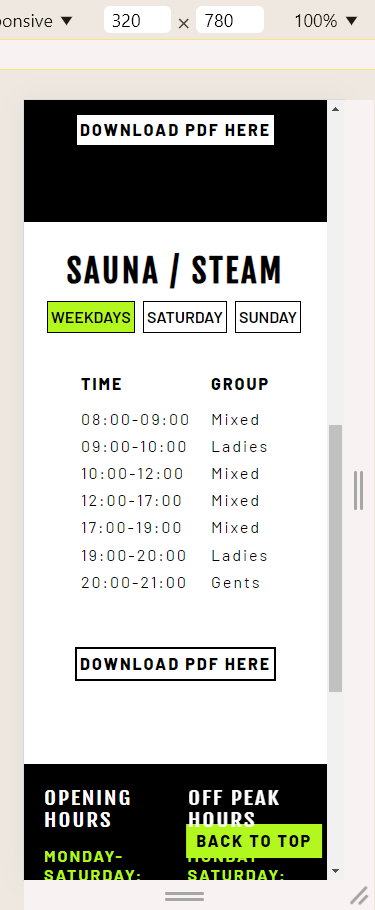 onsive ▼ 320 × 780 100% ▼
DOWNLOAD PDF HERE
SAUNA / STEAM
WEEKDAYS SATURDAY SUNDAY
TIME GROUP
08:00-09:00 Mixed
09:00-10:00 Ladies
10:00-12:00 Mixed
12:00-17:00 Mixed
17:00-19:00 Mixed
19:00-20:00 Ladies
20:00-21:00 Gents
DOWNLOAD PDF HERE
OPENING HOURS
OFF PEAK HOURS
BACK TO TOP
MONDAY-
SATURDAY:
MONDAY-
SATURDAY: